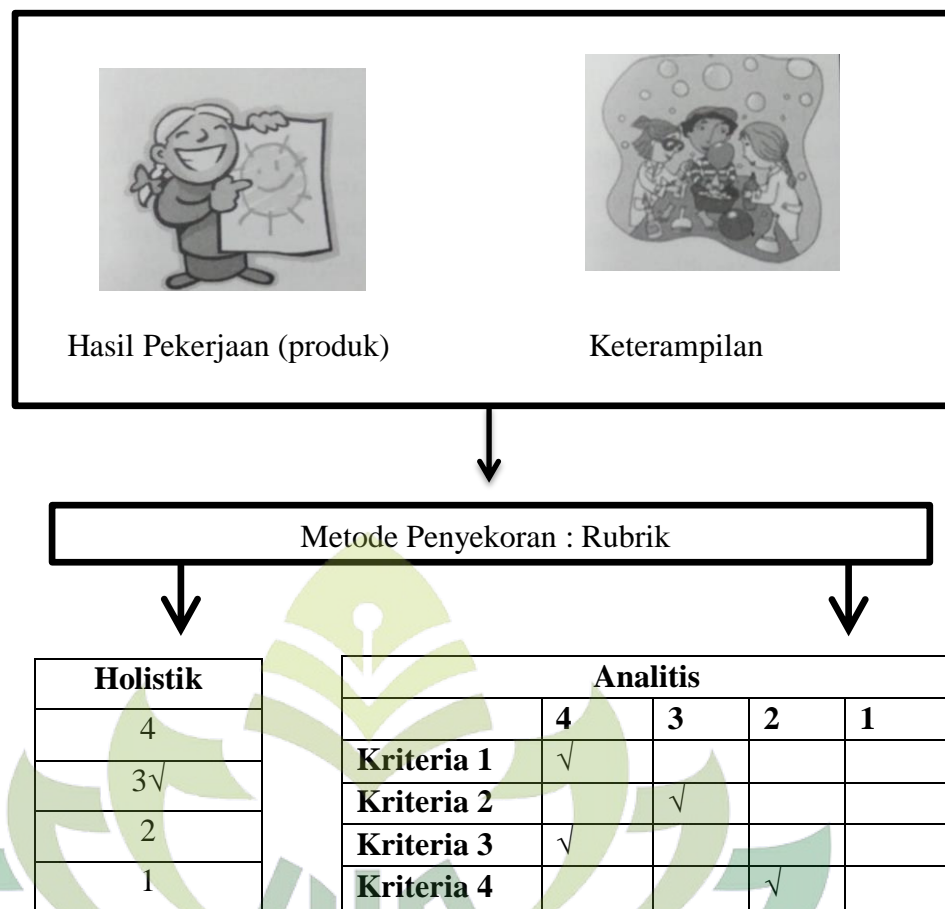 Hasil Pekerjaan (produk) Keterampilan
Metode Penyekoran : Rubrik
Holistik
4
3√
2
1
Analitis
4 3 2 1
Kriteria 1 √
Kriteria 2 √
Kriteria 3 √
Kriteria 4 √